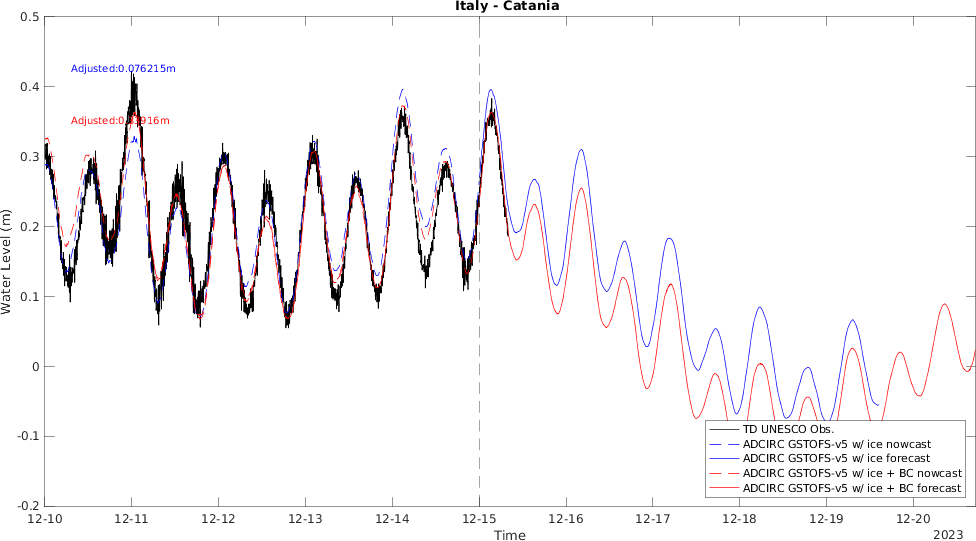 Italy - Catania
0.5
0.4
0.3
0.2
0.1
0
-0.1
-0.2
Water Level (m)
Adjusted:0.076215m
12-10
12-11
12-12
12-13
12-14
12-15
12-16
12-17
12-18
12-19
12-20
Time
2023
TD UNESCO Obs.
ADCIRC GSTOFS-v5 w/ ice nowcast
ADCIRC GSTOFS-v5 w/ ice forecast
ADCIRC GSTOFS-v5 w/ ice + BC nowcast
ADCIRC GSTOFS-v5 w/ ice + BC forecast